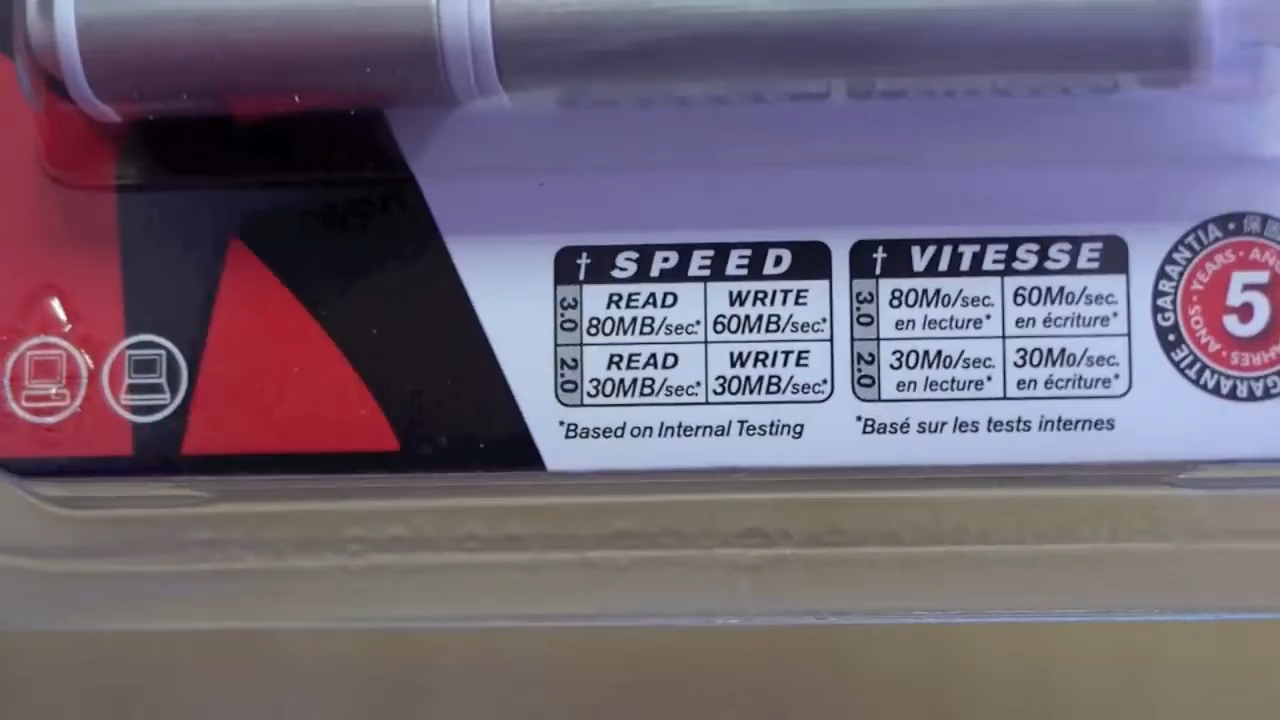 † SPEED
3.0
READ
80MB/sec.*
WRITE
60MB/sec.*
2.0
READ
30MB/sec.*
WRITE
30MB/sec.*
*Based on Internal Testing
† VITESSE
3.0
80Mo/sec.
en lecture*
60Mo/sec.
en écriture*
2.0
30Mo/sec.
en lecture*
30Mo/sec.
en écriture*
*Basé sur les tests internes
GARANTIE · GARANTIA ·
AÑOS · YEARS ·
5